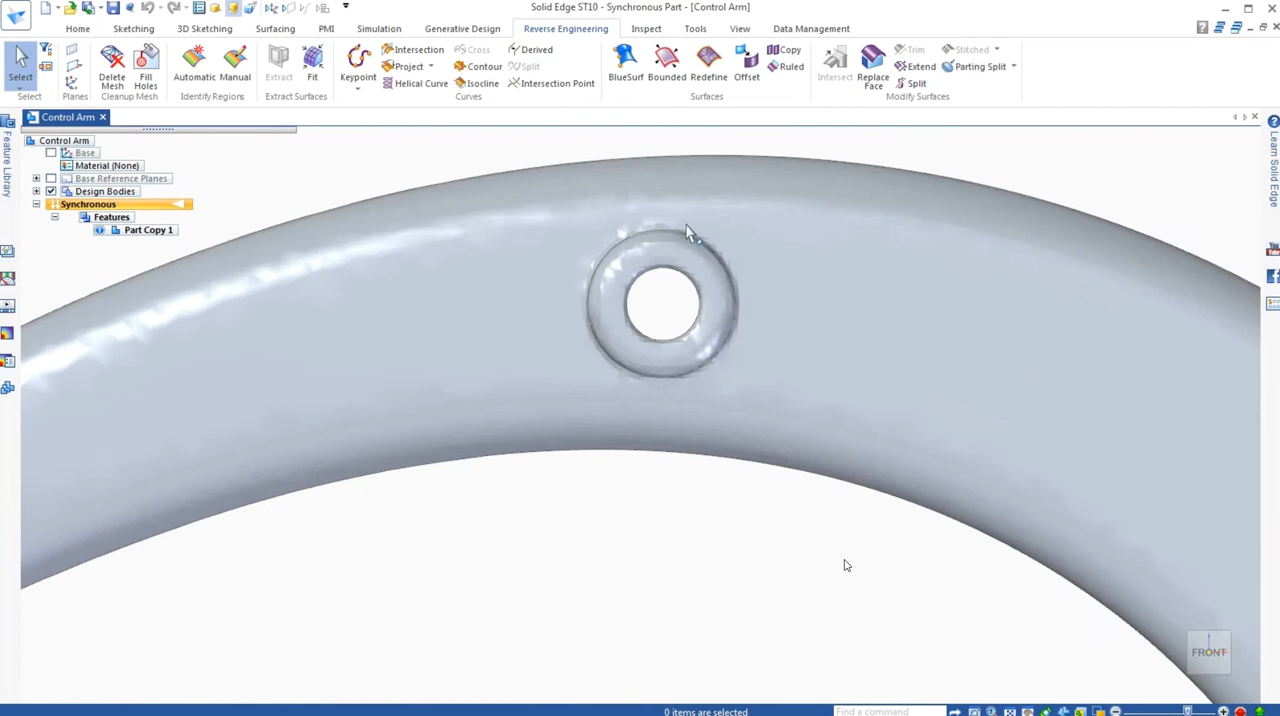 Solid Edge ST10 - Synchronous Part - [Control Arm]
Home Sketching 3D Sketching Surfacing PMI Simulation Generative Design Reverse Engineering Inspect Tools View Data Management
Select Delete Mesh Fill Holes Automatic Manual Extract Fit Keypoint Intersection Cross Derived BlueSurf Bounded Redefine Offset Copy Intersect Replace Face Trim Stitched
Project Contour Split Ruled Extend Parting Split
Helical Curve Isocline Intersection Point Split
Select Planes Cleanup Mesh Identify Regions Extract Surfaces Curves Surfaces Modify Surfaces
Control Arm
Feature Library
Control Arm
Base
Material (None)
Base Reference Planes
Design Bodies
Synchronous
Features
Part Copy 1
Learn Solid Edge
You
FRONT
0 items are selected
Find a command